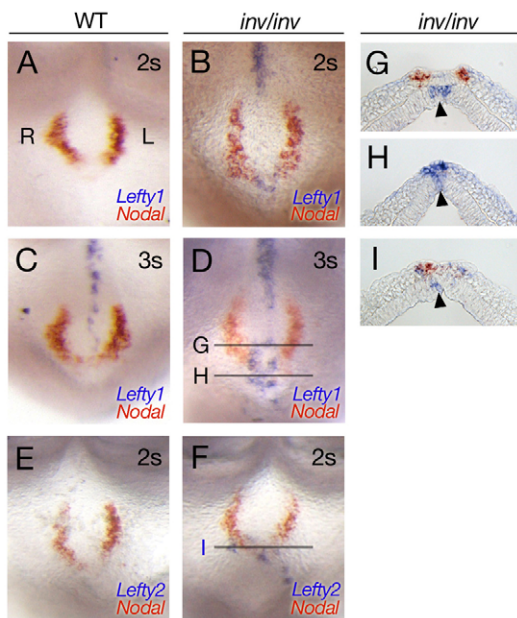 WT inv/inv inv/inv
A 2s B 2s G
R L
Lefty1 Lefty1
Nodal Nodal
H
C 3s D 3s I
G
H
Lefty1 Lefty1
Nodal Nodal
E 2s F 2s
I
Lefty2 Lefty2
Nodal Nodal